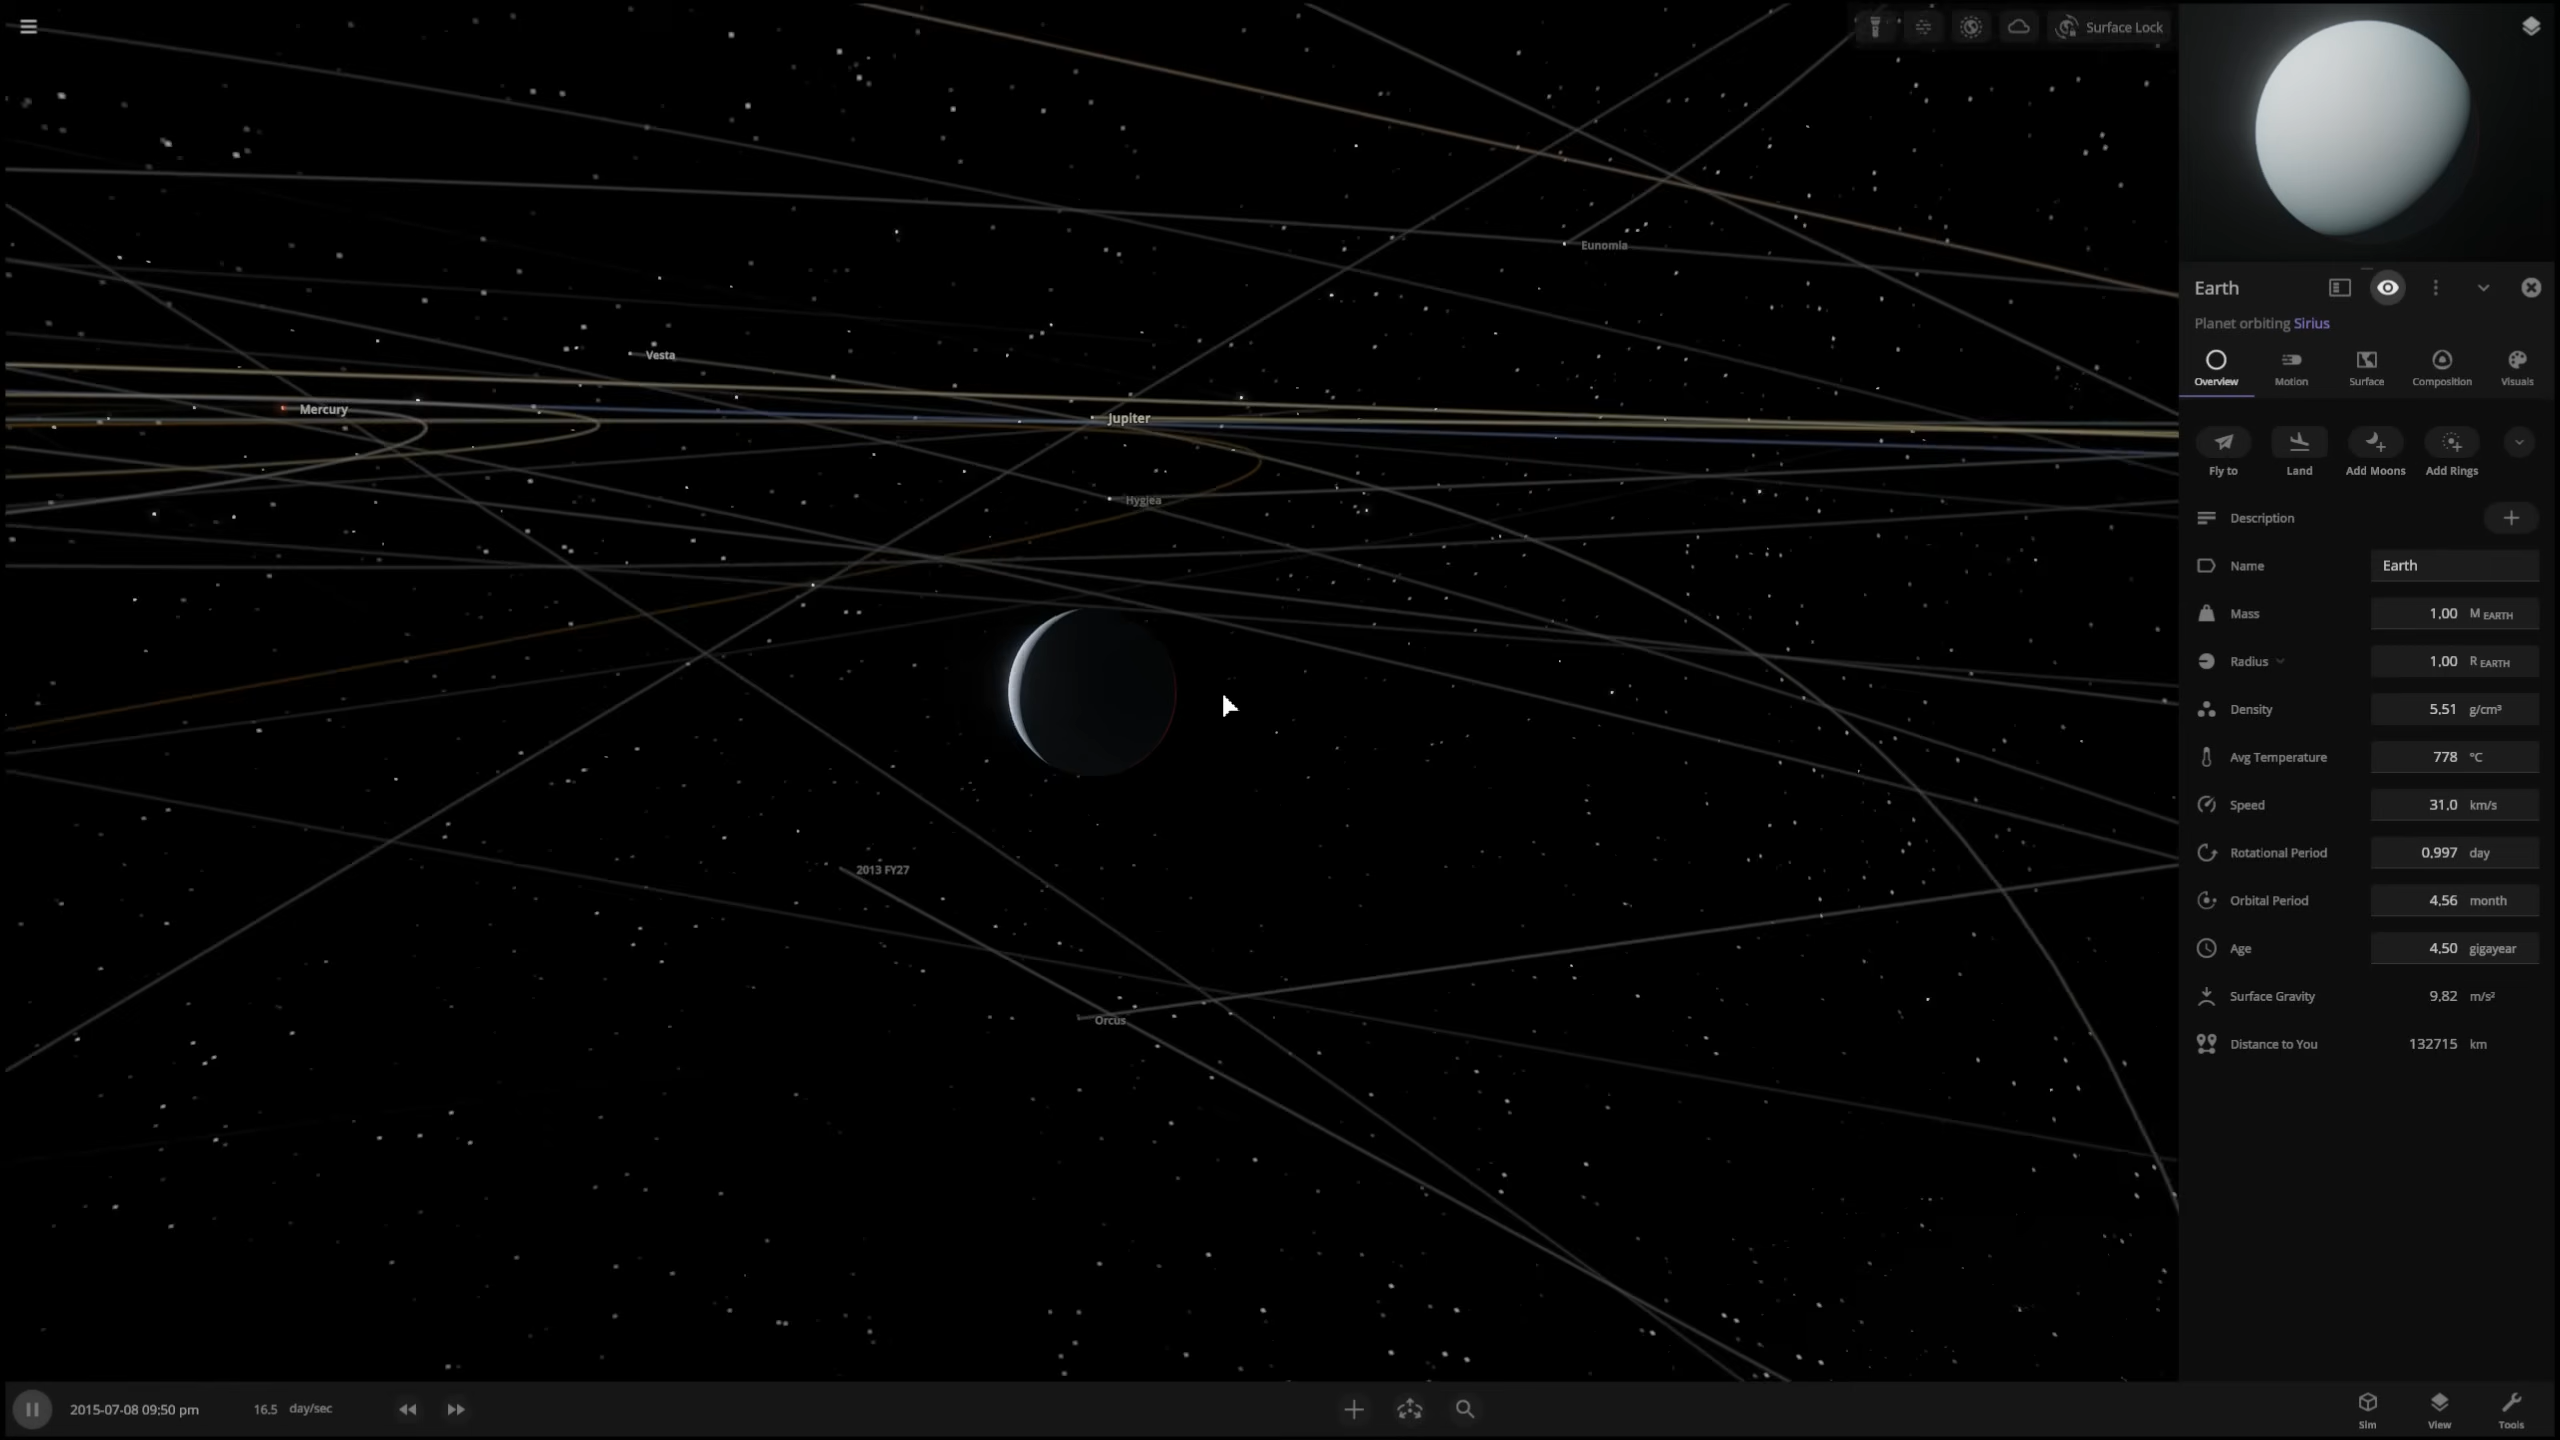 Surface Lock
Eunomia
Vesta
Mercury
Jupiter
Hygiea
2013 FY27
Orcus
Earth
Planet orbiting Sirius
Overview Motion Surface Composition Visuals
Fly to Land Add Moons Add Rings
Description
Name Earth
Mass 1,00 M EARTH
Radius 1,00 R EARTH
Density 5,51 g/cm³
Avg Temperature 778 °C
Speed 31,0 km/s
Rotational Period 0,997 day
Orbital Period 4,56 month
Age 4,50 gigayear
Surface Gravity 9,82 m/s²
Distance to You 132715 km
2015-07-08 09:50 pm 16.5 day/sec
Sim View Tools